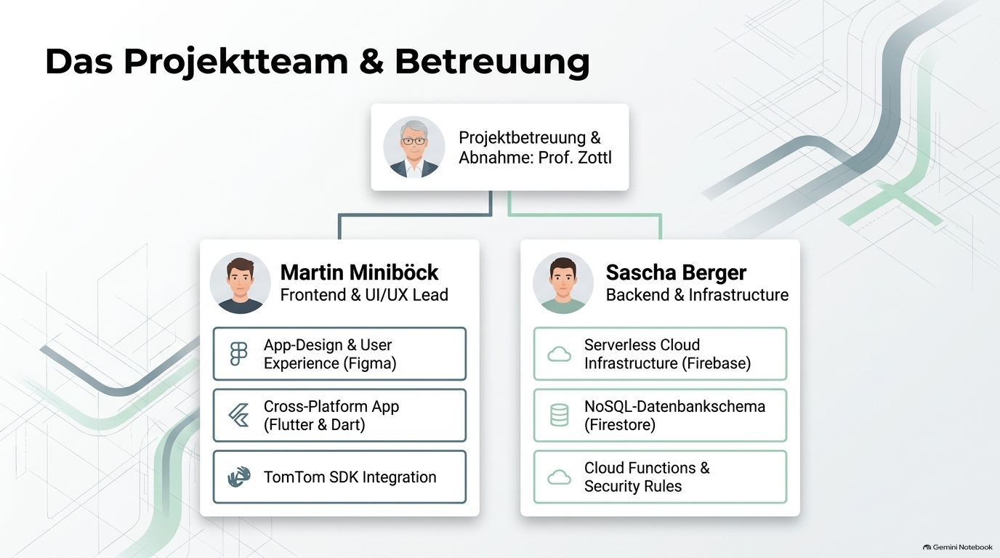 Das Projektteam & Betreuung
Projektbetreuung &
Abnahme: Prof. Zottl
Martin Miniböck
Frontend & UI/UX Lead
App-Design & User
Experience (Figma)
Cross-Platform App
(Flutter & Dart)
TomTom SDK Integration
Sascha Berger
Backend & Infrastructure
Serverless Cloud
Infrastructure (Firebase)
NoSQL-Datenbankschema
(Firestore)
Cloud Functions &
Security Rules
Gemini Notebook